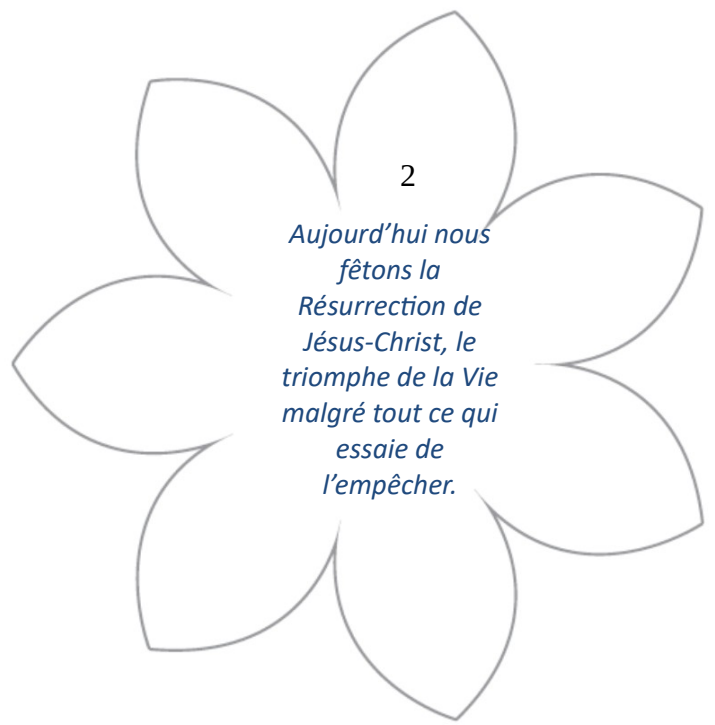 2
Aujourd’hui nous
fêtons la
Résurrection de
Jésus-Christ, le
triomphe de la Vie
malgré tout ce qui
essaie de
l’empêcher.